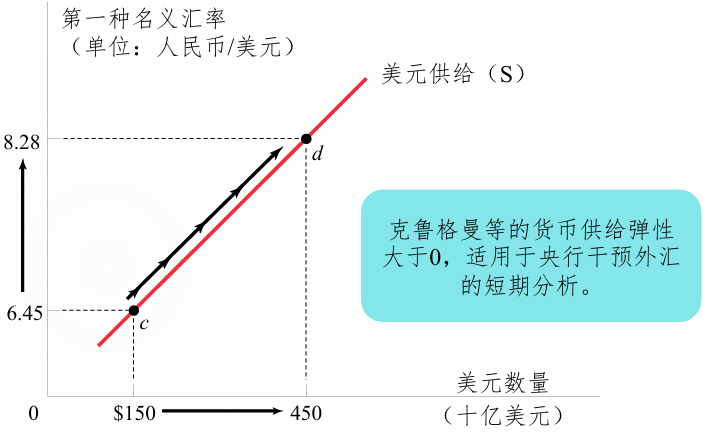 第一种名义汇率
（单位：人民币/美元）
美元供给（S）
8.28
d
克鲁格曼等的货币供给弹性
大于0，适用于央行干预外汇
的短期分析。
6.45
c
美元数量
0
$150
450
（十亿美元）